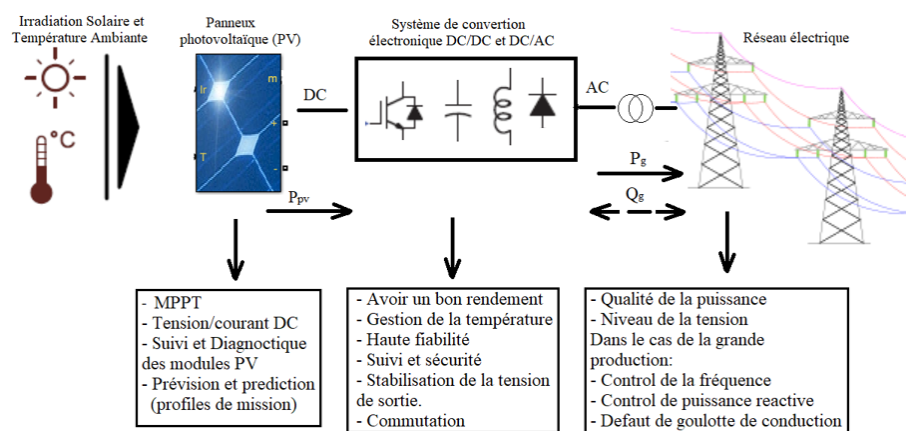 Irradiation Solaire et
Température Ambiante
°C
Panneux
photovoltaïque (PV)
Ir
m
+
T
-
DC
Système de convertion
électronique DC/DC et DC/AC
AC
Réseau électrique
Ppv
Pg
Qg
- MPPT
- Tension/courant DC
- Suivi et Diagnoctique
des modules PV
- Prévision et prediction
(profiles de mission)
- Avoir un bon rendement
- Gestion de la température
- Haute fiabilité
- Suivi et sécurité
- Stabilisation de la tension
de sortie.
- Commutation
- Qualité de la puissance
- Niveau de la tension
Dans le cas de la grande
production:
- Control de la fréquence
- Control de puissance reactive
- Defaut de goulotte de conduction